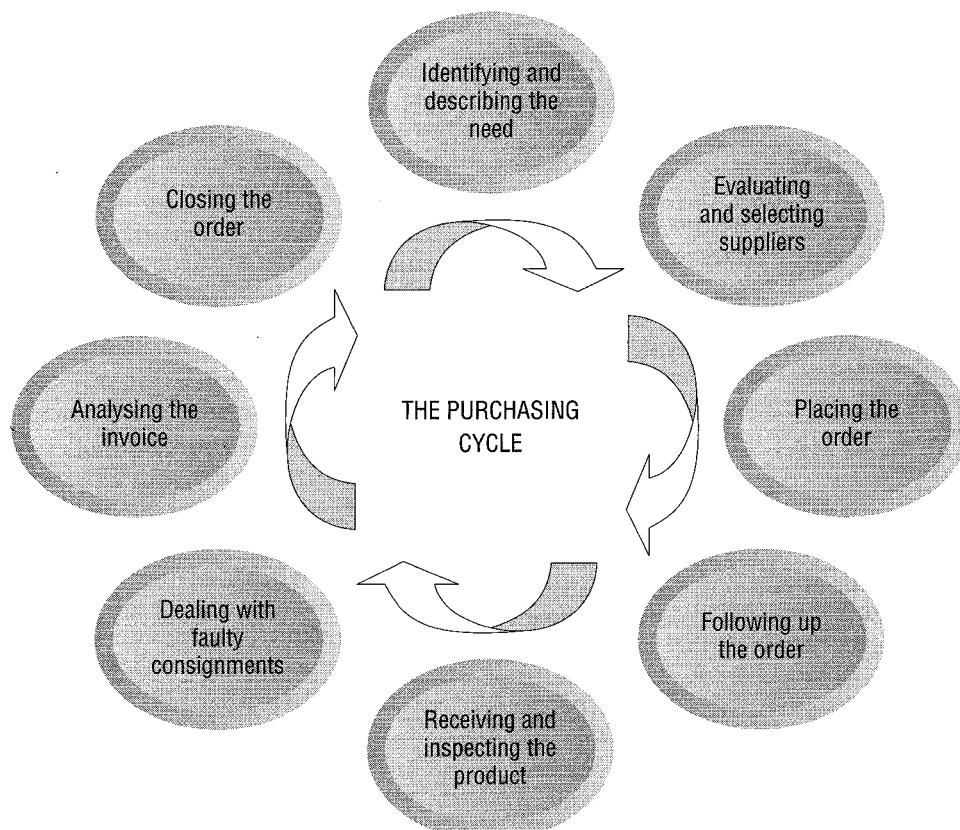 Identifying and
describing the
need
Evaluating
and selecting
suppliers
Placing the
order
Following up
the order
Receiving and
inspecting the
product
Dealing with
faulty
consignments
Analysing the
invoice
Closing the
order
THE PURCHASING
CYCLE